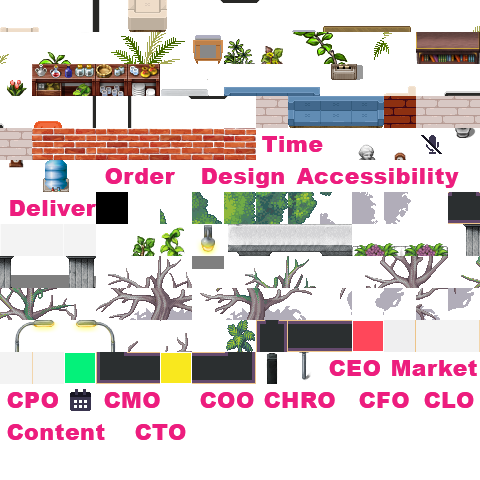 Time
Order Design Accessibility
Deliver
CEO Market
CPO CMO COO CHRO CFO CLO
Content CTO